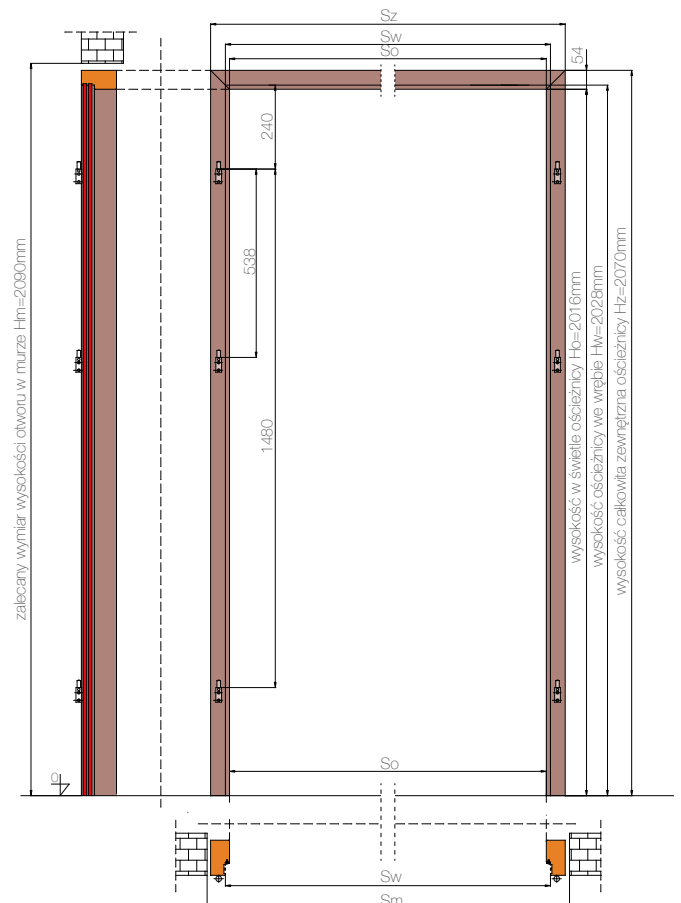 Sz
Sw
So
54
240
538
1480
zalecany wymiar wysokości otworu w murze Hm=2090mm
wysokość w świetle ościeżnicy Ho=2016mm
wysokość ościeżnicy we wrębie Hw=2028mm
wysokość całkowita zewnętrzna ościeżnicy Hz=2070mm
0
So
Sw
Sm